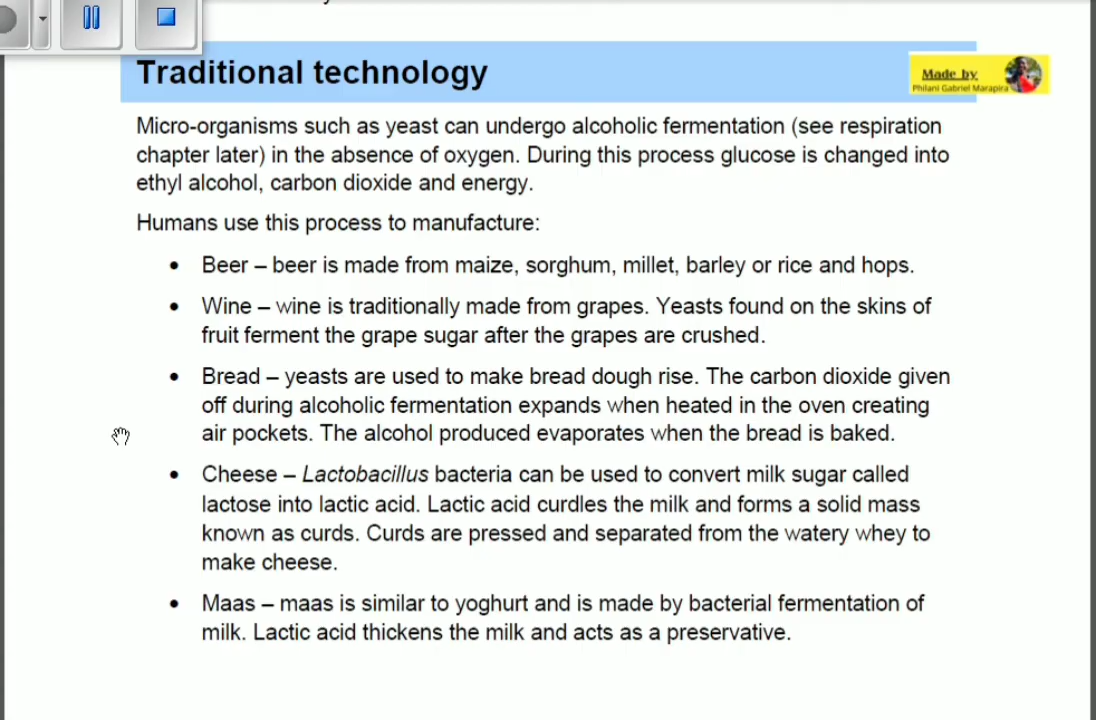 Traditional technology
Made by
Philani Gabriel Marapira
Micro-organisms such as yeast can undergo alcoholic fermentation (see respiration
chapter later) in the absence of oxygen. During this process glucose is changed into
ethyl alcohol, carbon dioxide and energy.
Humans use this process to manufacture:
• Beer – beer is made from maize, sorghum, millet, barley or rice and hops.
• Wine – wine is traditionally made from grapes. Yeasts found on the skins of
fruit ferment the grape sugar after the grapes are crushed.
• Bread – yeasts are used to make bread dough rise. The carbon dioxide given
off during alcoholic fermentation expands when heated in the oven creating
air pockets. The alcohol produced evaporates when the bread is baked.
• Cheese – Lactobacillus bacteria can be used to convert milk sugar called
lactose into lactic acid. Lactic acid curdles the milk and forms a solid mass
known as curds. Curds are pressed and separated from the watery whey to
make cheese.
• Maas – maas is similar to yoghurt and is made by bacterial fermentation of
milk. Lactic acid thickens the milk and acts as a preservative.